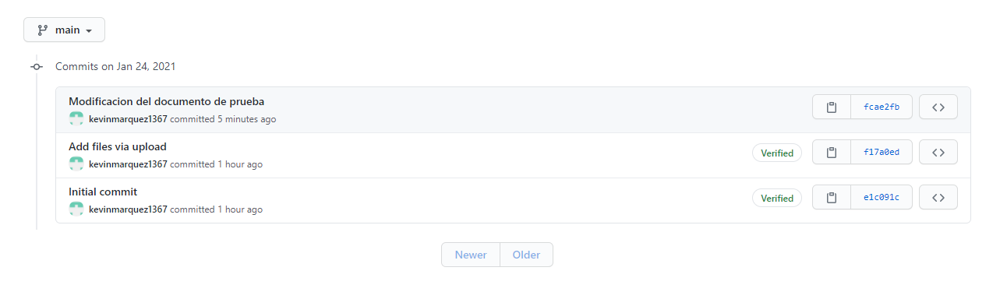 main
Commits on Jan 24, 2021
Modificacion del documento de prueba
kevinmarquez1367 committed 5 minutes ago
fcae2fb
Add files via upload
kevinmarquez1367 committed 1 hour ago
Verified
f17a0ed
Initial commit
kevinmarquez1367 committed 1 hour ago
Verified
e1c091c
Newer Older